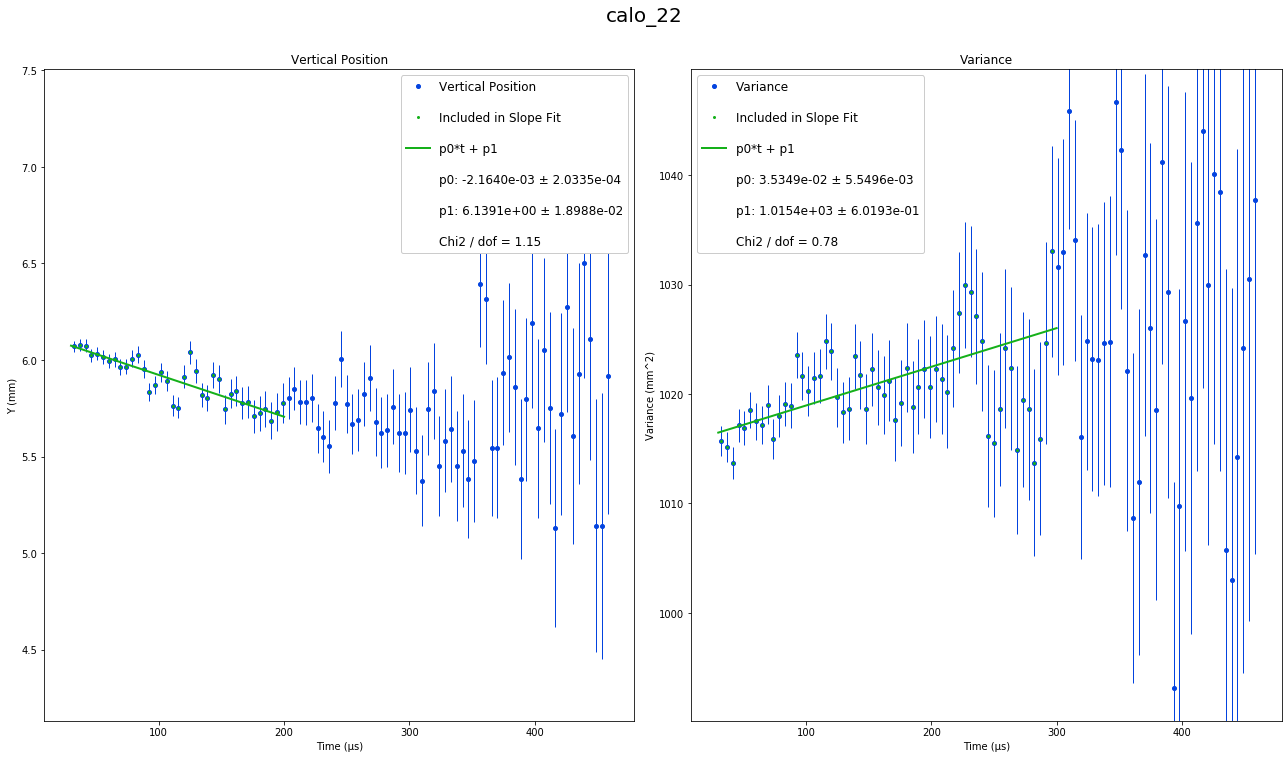 calo_22
Vertical Position
Vertical Position
Included in Slope Fit
p0*t + p1
p0: -2.1640e-03 ± 2.0335e-04
p1: 6.1391e+00 ± 1.8988e-02
Chi2 / dof = 1.15
7.5
7.0
6.5
6.0
5.5
5.0
4.5
Y (mm)
100
200
300
400
Time (μs)
Variance
Variance
Included in Slope Fit
p0*t + p1
p0: 3.5349e-02 ± 5.5496e-03
p1: 1.0154e+03 ± 6.0193e-01
Chi2 / dof = 0.78
1040
1030
1020
1010
1000
Variance (mm^2)
100
200
300
400
Time (μs)